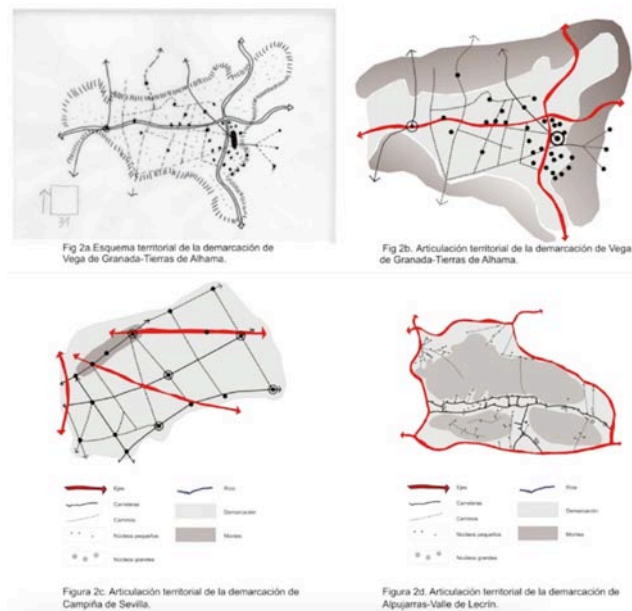 31
Fig 2a.Esquema territorial de la demarcación de
Vega de Granada-Tierras de Alhama.
Fig 2b. Articulación territorial de la demarcación de Vega
de Granada-Tierras de Alhama.
Ejes
Carreteras
Caminos
Núcleos pequeños
Núcleos grandes
Ríos
Demarcación
Montes
Ejes
Carreteras
Caminos
Núcleos pequeños
Núcleos grandes
Ríos
Demarcación
Montes
Figura 2c. Articulación territorial de la demarcación de
Campiña de Sevilla.
Figura 2d. Articulación territorial de la demarcación de
Alpujarras-Valle de Lecrín.